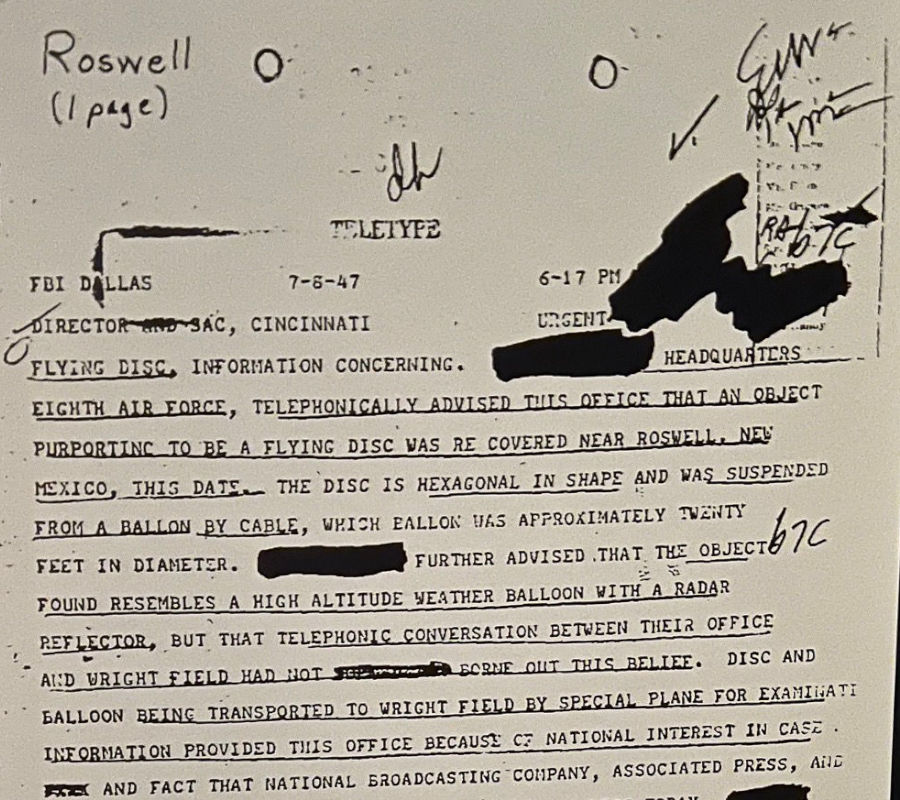 Roswell
(1 page)
TELETYPE
FBI DALLAS 7-8-47 6-17 PM
DIRECTOR AND SAC, CINCINNATI URGENT
RA b7C
FLYING DISC, INFORMATION CONCERNING. HEADQUARTERS
EIGHTH AIR FORCE, TELEPHONICALLY ADVISED THIS OFFICE THAT AN OBJECT
PURPORTINC TO BE A FLYING DISC WAS RE COVERED NEAR ROSWELL, NEW
MEXICO, THIS DATE. THE DISC IS HEXAGONAL IN SHAPE AND WAS SUSPENDED
FROM A BALLON BY CABLE, WHICH BALLON WAS APPROXIMATELY TWENTY
FEET IN DIAMETER. FURTHER ADVISED THAT THE OBJECT b7C
FOUND RESEMBLES A HIGH ALTITUDE WEATHER BALLOON WITH A RADAR
REFLECTOR, BUT THAT TELEPHONIC CONVERSATION BETWEEN THEIR OFFICE
AND WRIGHT FIELD HAD NOT BORNE OUT THIS BELIEF. DISC AND
BALLOON BEING TRANSPORTED TO WRIGHT FIELD BY SPECIAL PLANE FOR EXAMINATI
INFORMATION PROVIDED THIS OFFICE BECAUSE OF NATIONAL INTEREST IN CASE.
AND FACT THAT NATIONAL BROADCASTING COMPANY, ASSOCIATED PRESS, AND